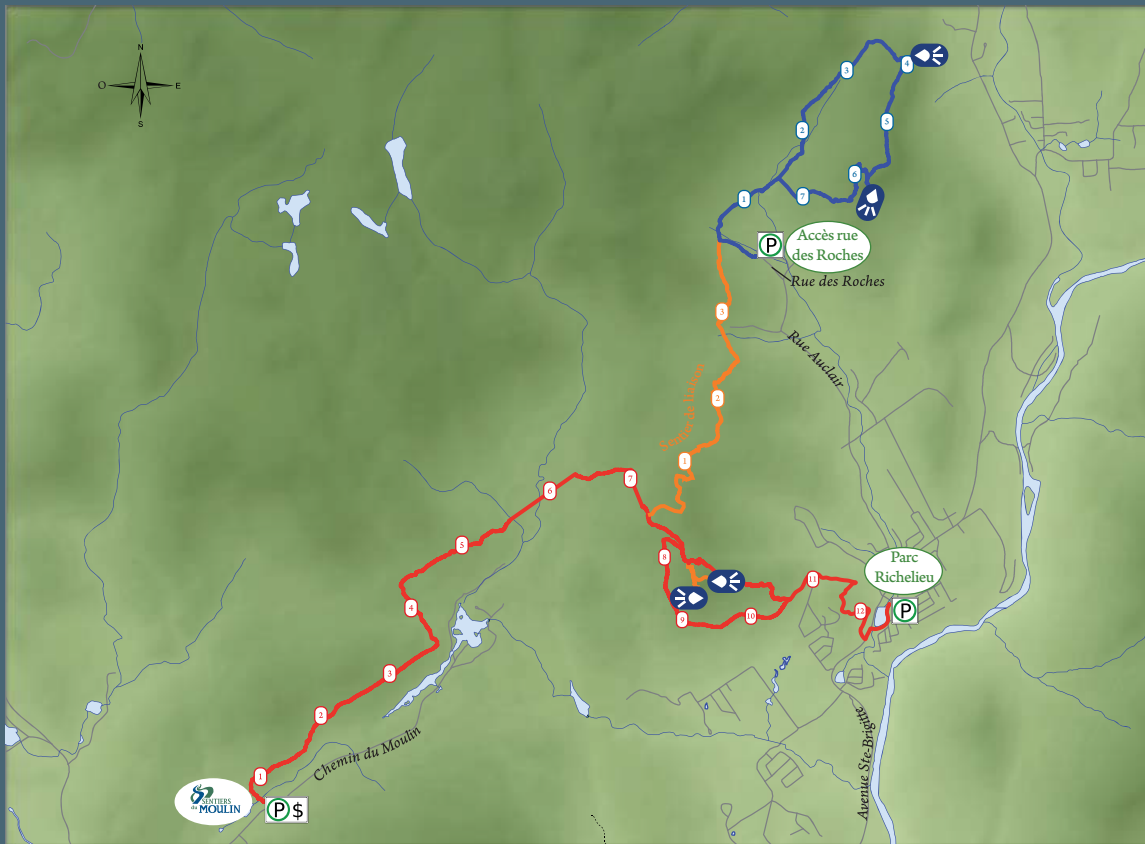 N
O E
S
3
4
2
5
6
1
7
P
Accès rue
des Roches
Rue des Roches
3
Rue Auclair
2
1
7
6
5
8
Parc
Richelieu
11
4
P
12
10
9
3
2
Avenue Ste-Brigitte
Chemin du Moulin
1
SENTIERS
du MOULIN
P $